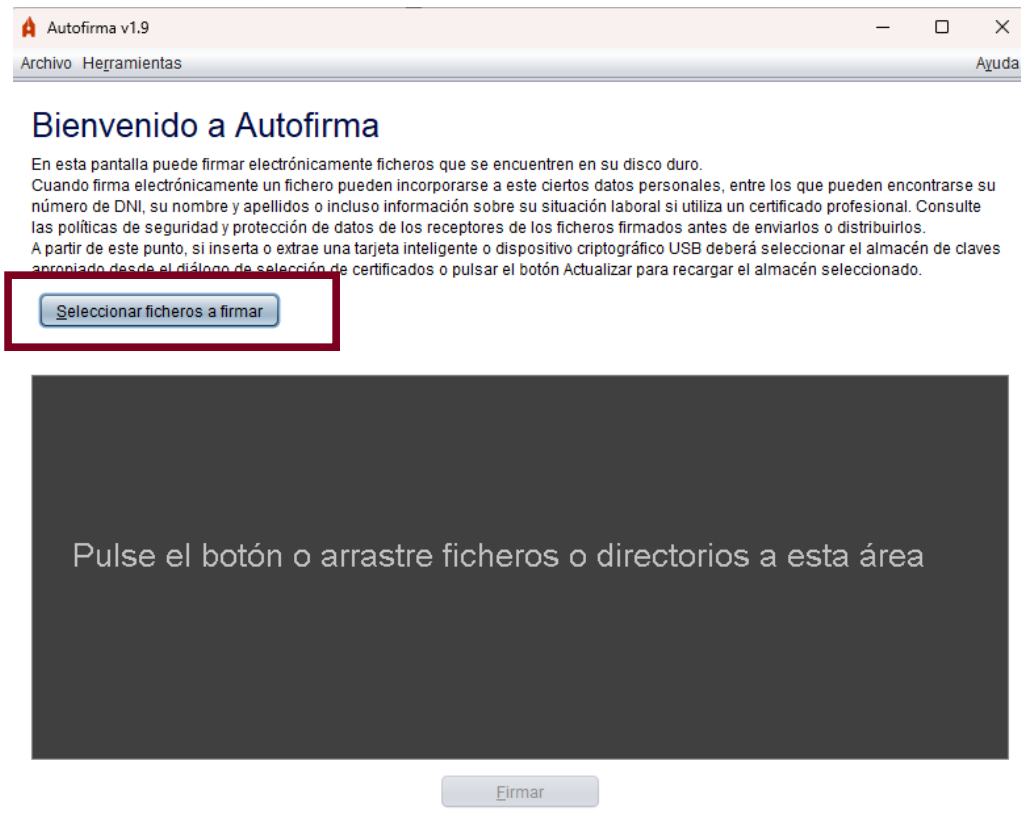 Autofirma v1.9
Archivo Herramientas Ayuda
Bienvenido a Autofirma
En esta pantalla puede firmar electrónicamente ficheros que se encuentren en su disco duro.
Cuando firma electrónicamente un fichero pueden incorporarse a este ciertos datos personales, entre los que pueden encontrarse su
número de DNI, su nombre y apellidos o incluso información sobre su situación laboral si utiliza un certificado profesional. Consulte
las políticas de seguridad y protección de datos de los receptores de los ficheros firmados antes de enviarlos o distribuirlos.
A partir de este punto, si inserta o extrae una tarjeta inteligente o dispositivo criptográfico USB deberá seleccionar el almacén de claves
apropiado desde el diálogo de selección de certificados o pulsar el botón Actualizar para recargar el almacén seleccionado.
Seleccionar ficheros a firmar
Pulse el botón o arrastre ficheros o directorios a esta área
Firmar